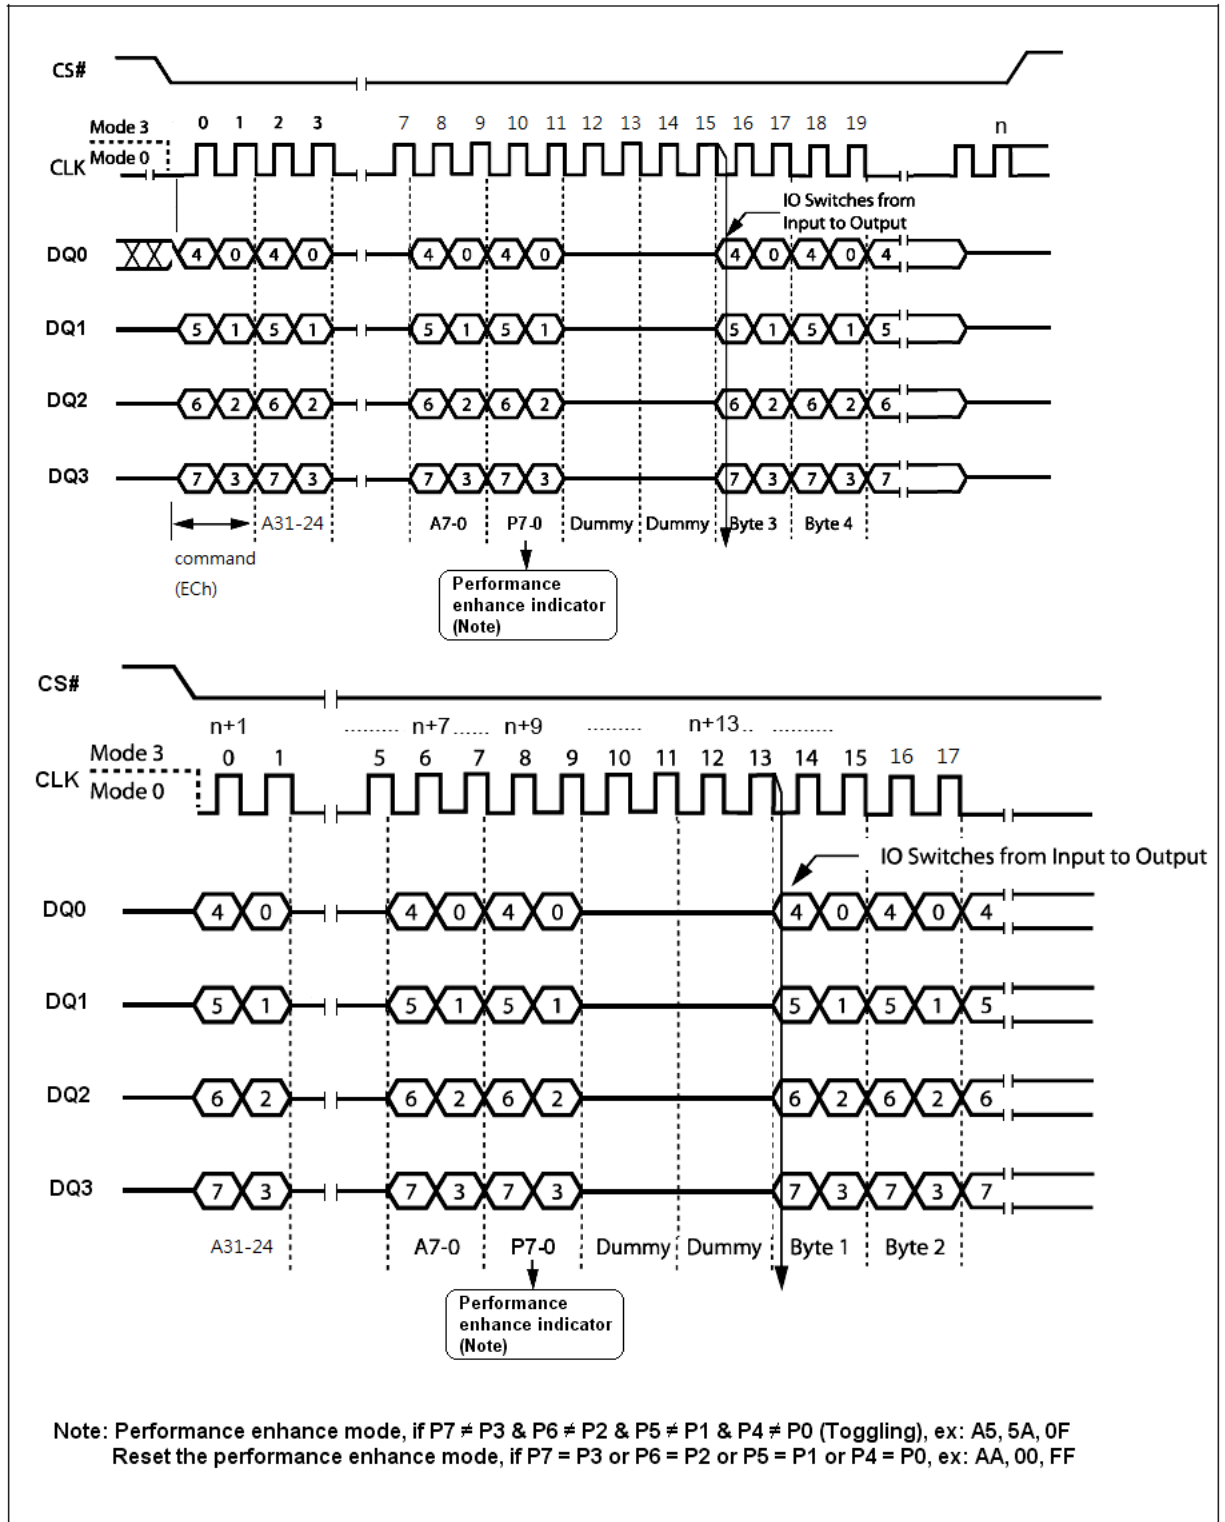 CS#
Mode 3 0 1 2 3 7 8 9 10 11 12 13 14 15 16 17 18 19 n
CLK Mode 0
IO Switches from
Input to Output
DQ0 4 0 4 0 4 0 4 0 4 0 4 0 4
DQ1 5 1 5 1 5 1 5 1 5 1 5 1 5
DQ2 6 2 6 2 6 2 6 2 6 2 6 2 6
DQ3 7 3 7 3 7 3 7 3 7 3 7 3 7
A31-24 A7-0 P7-0 Dummy Dummy Byte 3 Byte 4
command
(ECh)
Performance
enhance indicator
(Note)
CS#
n+1 ........... n+7 ...... n+9 ........... n+13 .. ............
Mode 3 0 1 5 6 7 8 9 10 11 12 13 14 15 16 17
CLK Mode 0
IO Switches from Input to Output
DQ0 4 0 4 0 4 0 4 0 4 0 4
DQ1 5 1 5 1 5 1 5 1 5 1 5
DQ2 6 2 6 2 6 2 6 2 6 2 6
DQ3 7 3 7 3 7 3 7 3 7 3 7
A31-24 A7-0 P7-0 Dummy Dummy Byte 1 Byte 2
Performance
enhance indicator
(Note)
Note: Performance enhance mode, if P7 ≠ P3 & P6 ≠ P2 & P5 ≠ P1 & P4 ≠ P0 (Toggling), ex: A5, 5A, 0F
Reset the performance enhance mode, if P7 = P3 or P6 = P2 or P5 = P1 or P4 = P0, ex: AA, 00, FF